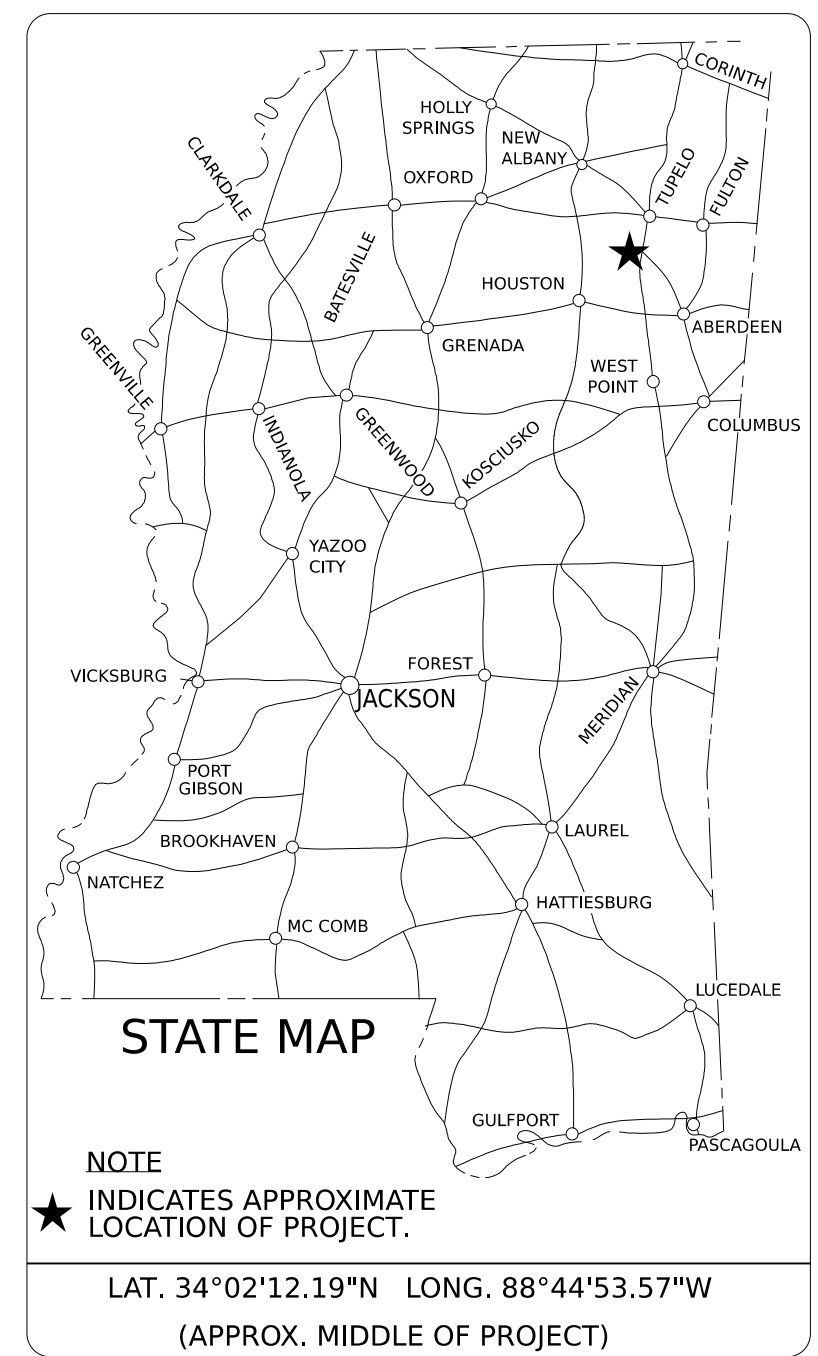 CORINTH
HOLLY
SPRINGS
NEW
ALBANY
CLARKDALE
OXFORD
TUPELO
FULTON
BATESVILLE
HOUSTON
ABERDEEN
GREENVILLE
GRENADA
WEST
POINT
COLUMBUS
INDIANOLA
GREENWOOD
KOSCIUSKO
YAZOO
CITY
VICKSBURG
FOREST
JACKSON
MERIDIAN
PORT
GIBSON
BROOKHAVEN
LAUREL
NATCHEZ
HATTIESBURG
MC COMB
LUCEDALE
STATE MAP
GULFPORT
PASCAGOULA
NOTE
INDICATES APPROXIMATE
LOCATION OF PROJECT.
LAT. 34°02'12.19"N LONG. 88°44'53.57"W
(APPROX. MIDDLE OF PROJECT)